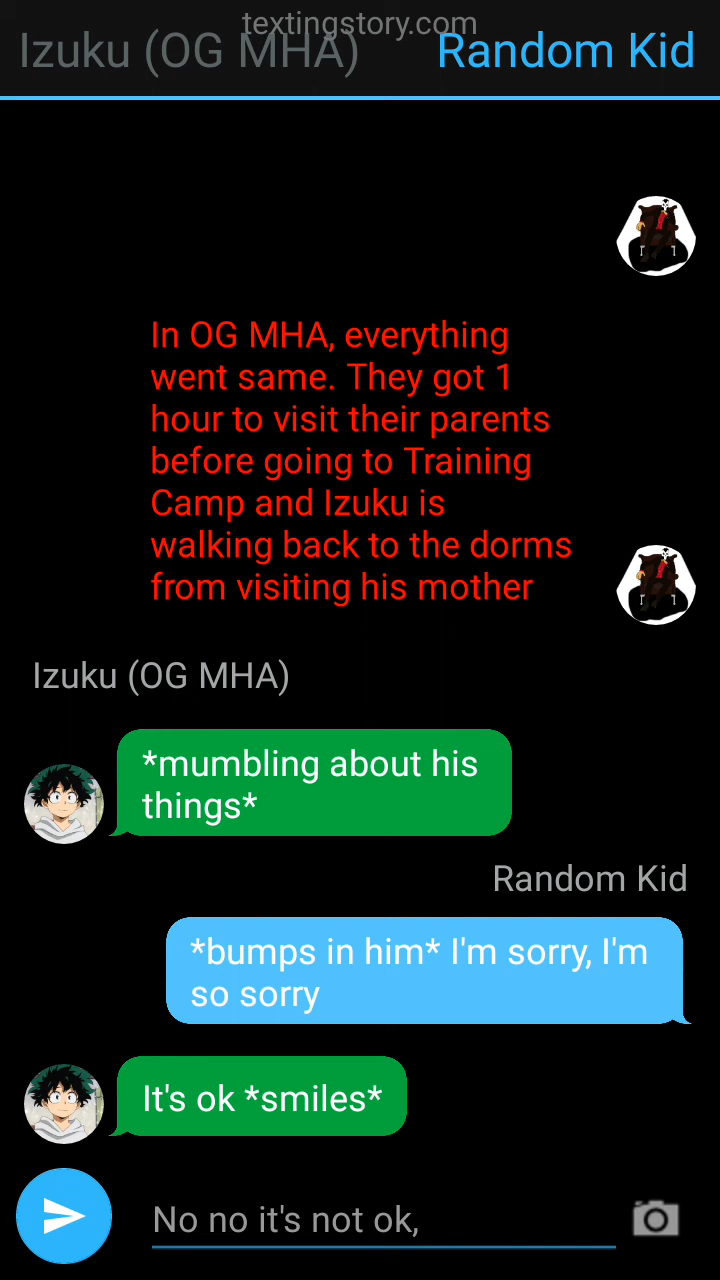 textingstory.com
Izuku (OG MHA) Random Kid
In OG MHA, everything
went same. They got 1
hour to visit their parents
before going to Training
Camp and Izuku is
walking back to the dorms
from visiting his mother
Izuku (OG MHA)
*mumbling about his
things*
Random Kid
*bumps in him* I'm sorry, I'm
so sorry
It's ok *smiles*
No no it's not ok,